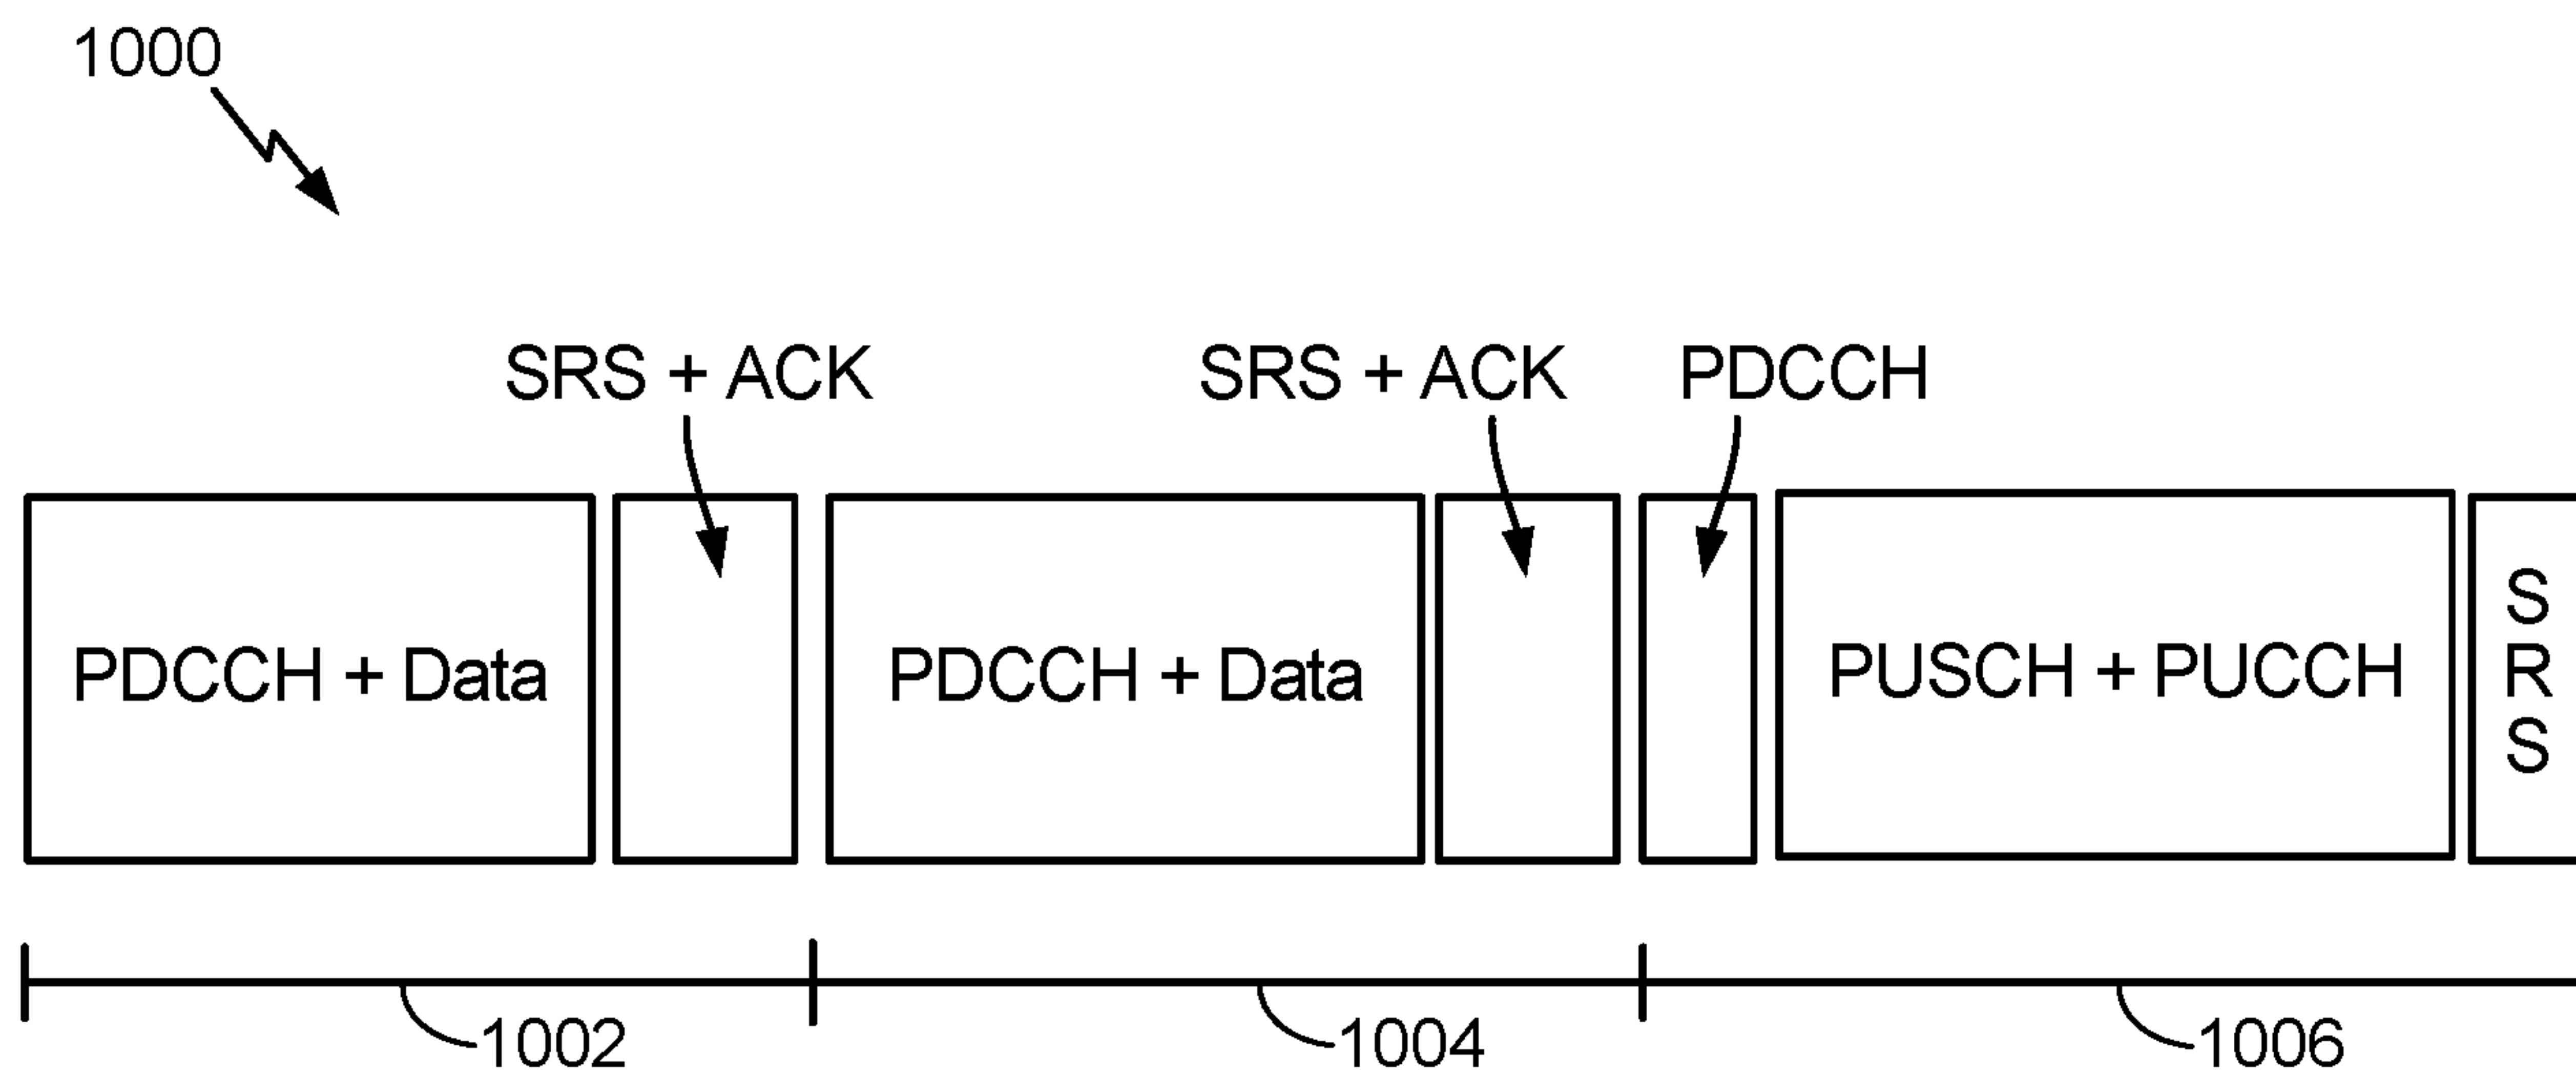 1000
SRS + ACK
SRS + ACK
PDCCH
PDCCH + Data
PDCCH + Data
PUSCH + PUCCH
S
R
S
1002
1004
1006